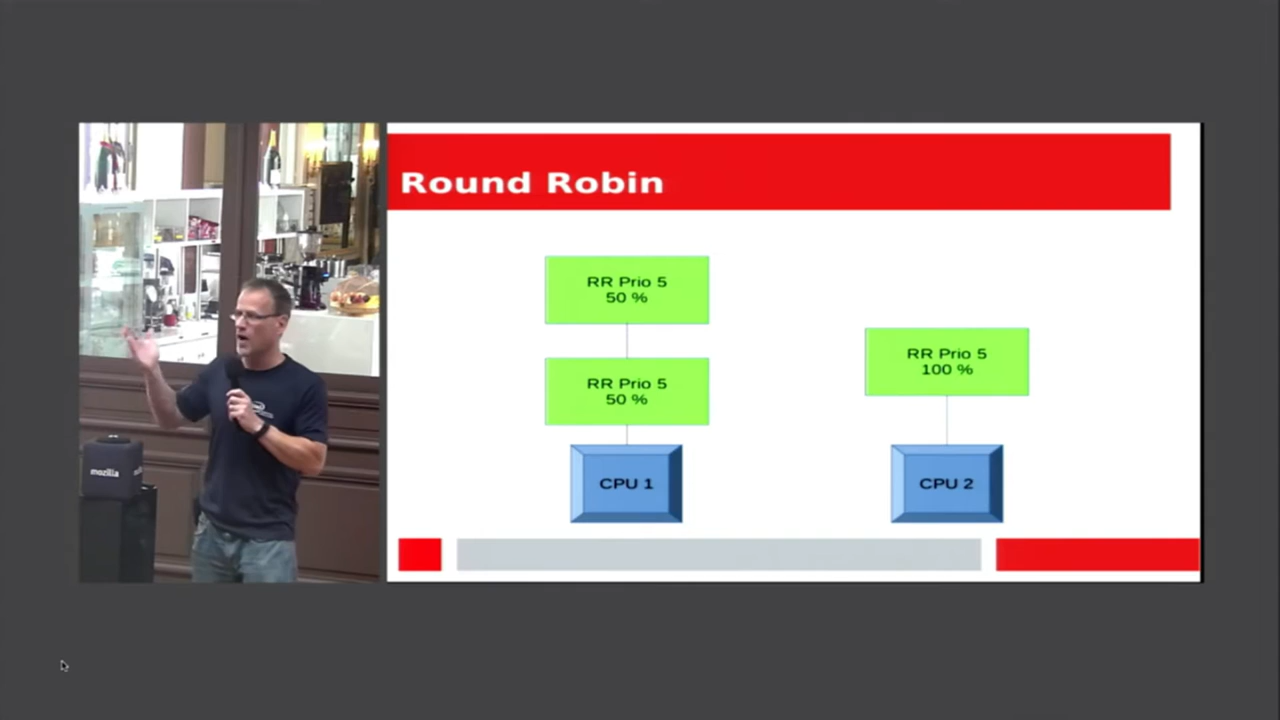 Round Robin
RR Prio 5
50 %
RR Prio 5
50 %
CPU 1
RR Prio 5
100 %
CPU 2
mozilla